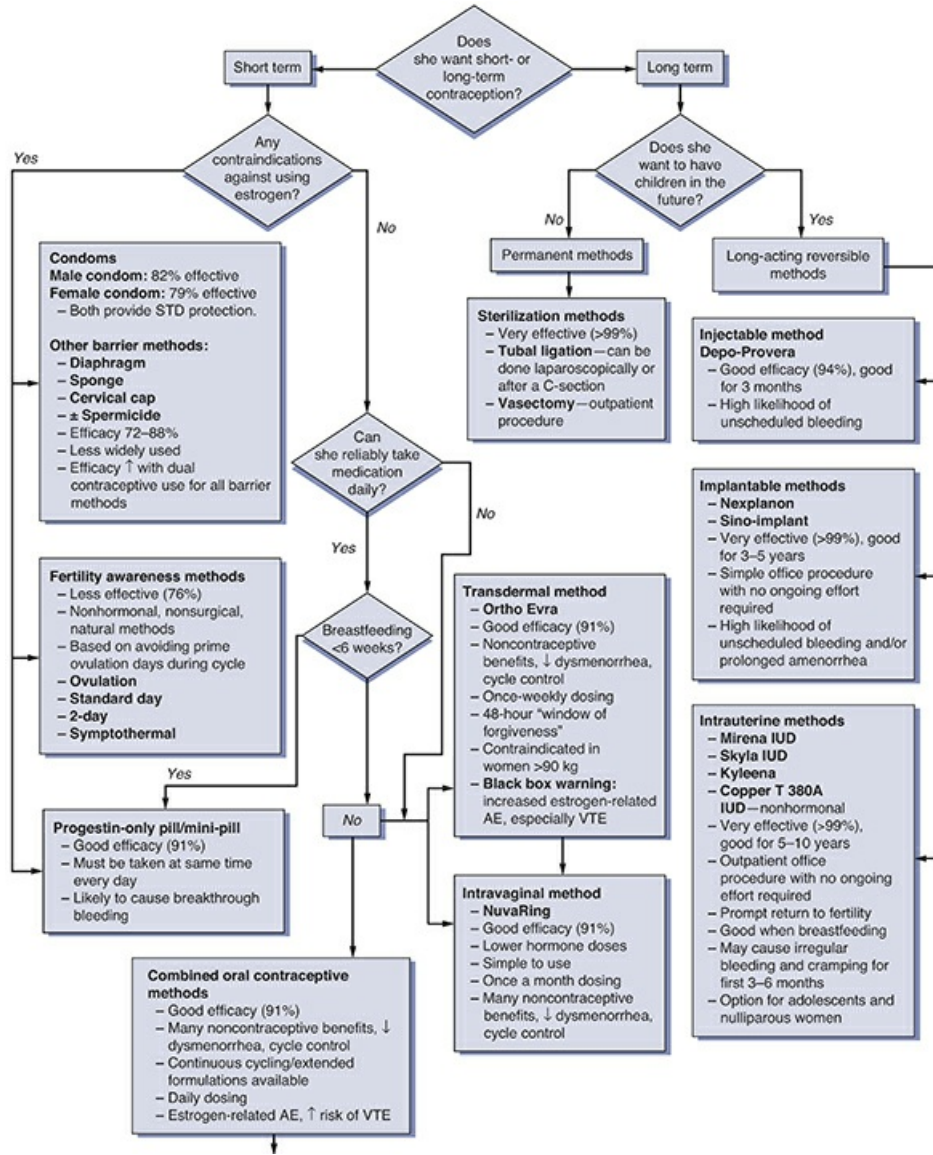 Does
she want short- or
long-term
contraception?
Short term
Long term
Any
contraindications
against using
estrogen?
Yes
No
Does she
want to have
children in the
future?
No
Yes
Permanent methods
Long-acting reversible
methods
Condoms
Male condom: 82% effective
Female condom: 79% effective
– Both provide STD protection.
Other barrier methods:
– Diaphragm
– Sponge
– Cervical cap
– ± Spermicide
– Efficacy 72–88%
– Less widely used
– Efficacy ↑ with dual
contraceptive use for all barrier
methods
Sterilization methods
– Very effective (>99%)
– Tubal ligation—can be
done laparoscopically or
after a C-section
– Vasectomy—outpatient
procedure
Injectable method
Depo-Provera
– Good efficacy (94%), good
for 3 months
– High likelihood of
unscheduled bleeding
Can
she reliably take
medication
daily?
No
Yes
Implantable methods
– Nexplanon
– Sino-implant
– Very effective (>99%), good
for 3–5 years
– Simple office procedure
with no ongoing effort
required
– High likelihood of
unscheduled bleeding and/or
prolonged amenorrhea
Fertility awareness methods
– Less effective (76%)
– Nonhormonal, nonsurgical,
natural methods
– Based on avoiding prime
ovulation days during cycle
– Ovulation
– Standard day
– 2-day
– Symptothermal
Breastfeeding
<6 weeks?
Yes
No
Transdermal method
– Ortho Evra
– Good efficacy (91%)
– Noncontraceptive
benefits, ↓ dysmenorrhea,
cycle control
– Once-weekly dosing
– 48-hour “window of
forgiveness”
– Contraindicated in
women >90 kg
– Black box warning:
increased estrogen-related
AE, especially VTE
Intrauterine methods
– Mirena IUD
– Skyla IUD
– Kyleena
– Copper T 380A
IUD—nonhormonal
– Very effective (>99%),
good for 5–10 years
– Outpatient office
procedure with no ongoing
effort required
– Prompt return to fertility
– Good when breastfeeding
– May cause irregular
bleeding and cramping for
first 3–6 months
– Option for adolescents and
nulliparous women
Progestin-only pill/mini-pill
– Good efficacy (91%)
– Must be taken at same time
every day
– Likely to cause breakthrough
bleeding
Intravaginal method
– NuvaRing
– Good efficacy (91%)
– Lower hormone doses
– Simple to use
– Once a month dosing
– Many noncontraceptive
benefits, ↓ dysmenorrhea,
cycle control
Combined oral contraceptive
methods
– Good efficacy (91%)
– Many noncontraceptive benefits, ↓
dysmenorrhea, cycle control
– Continuous cycling/extended
formulations available
– Daily dosing
– Estrogen-related AE, ↑ risk of VTE